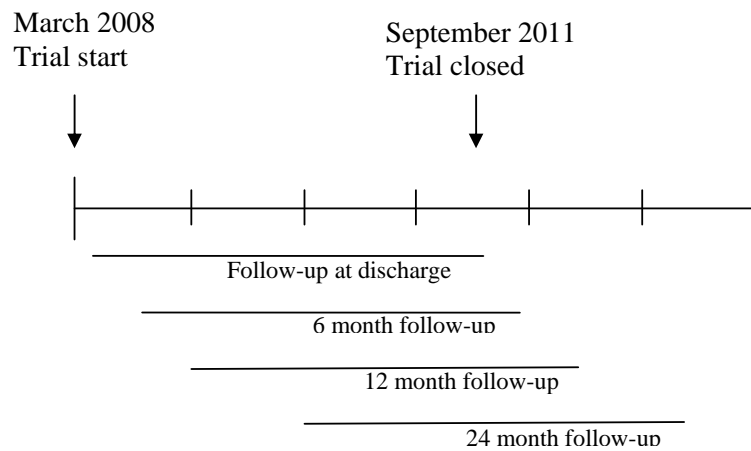 March 2008
Trial start
September 2011
Trial closed
Follow-up at discharge
6 month follow-up
12 month follow-up
24 month follow-up